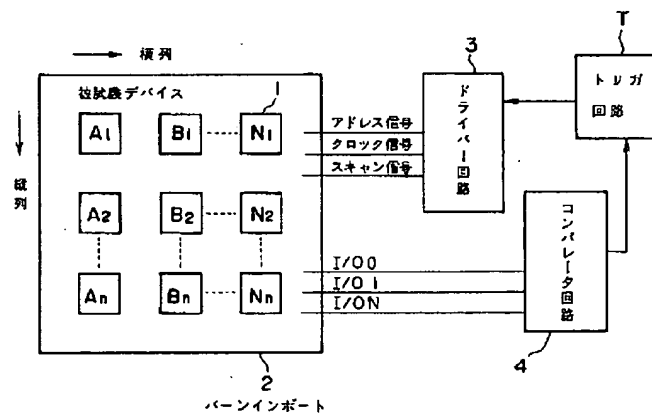 横列
縦列
被試験デバイス
1
A1 B1 N1
A2 B2 N2
An Bn Nn
アドレス信号
クロック信号
スキャン信号
3
ドライバー回路
T
トリガ
回路
I/O0
I/O1
I/ON
コンパレータ回路
4
2
バーンインボート